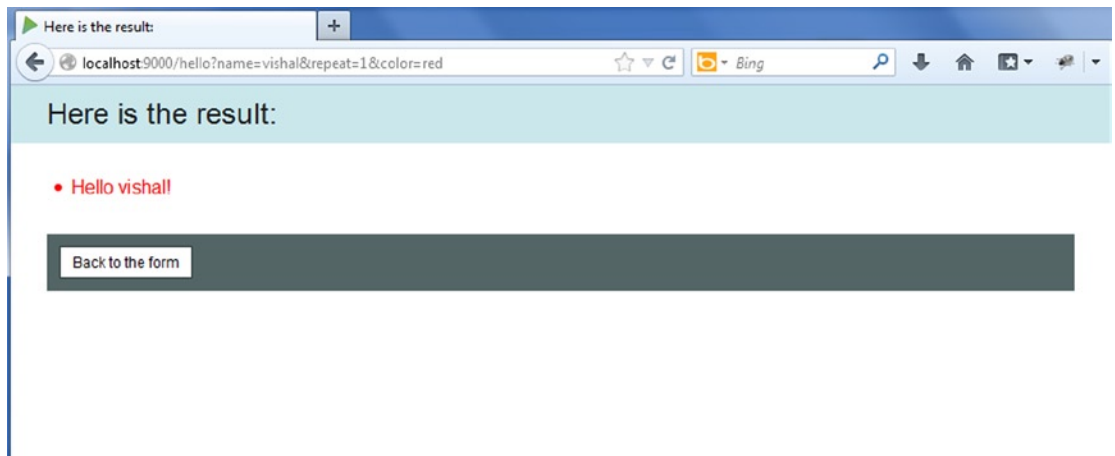 Here is the result:
localhost:9000/hello?name=vishal&repeat=1&color=red
Bing
Here is the result:
Hello vishal!
Back to the form